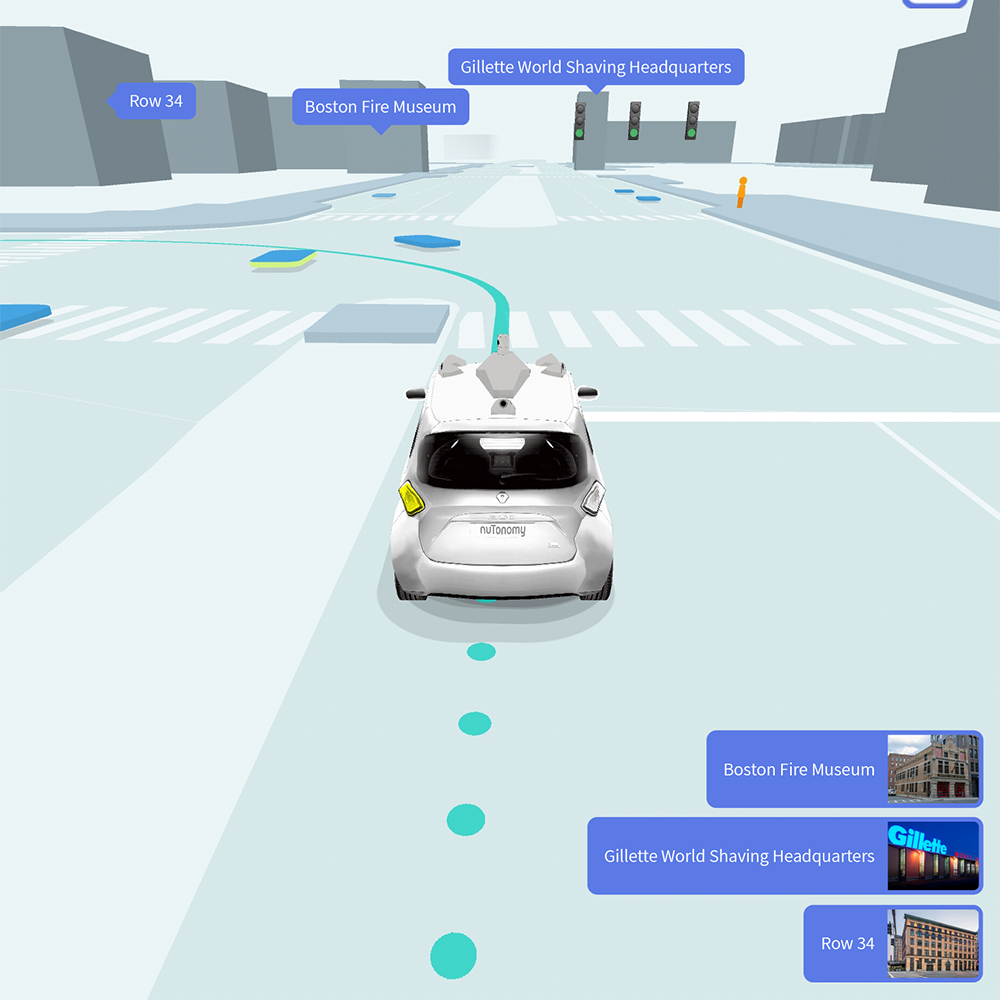 Gillette World Shaving Headquarters
Row 34
Boston Fire Museum
nuTonomy
Boston Fire Museum
Gillette World Shaving Headquarters
Gillette
Row 34